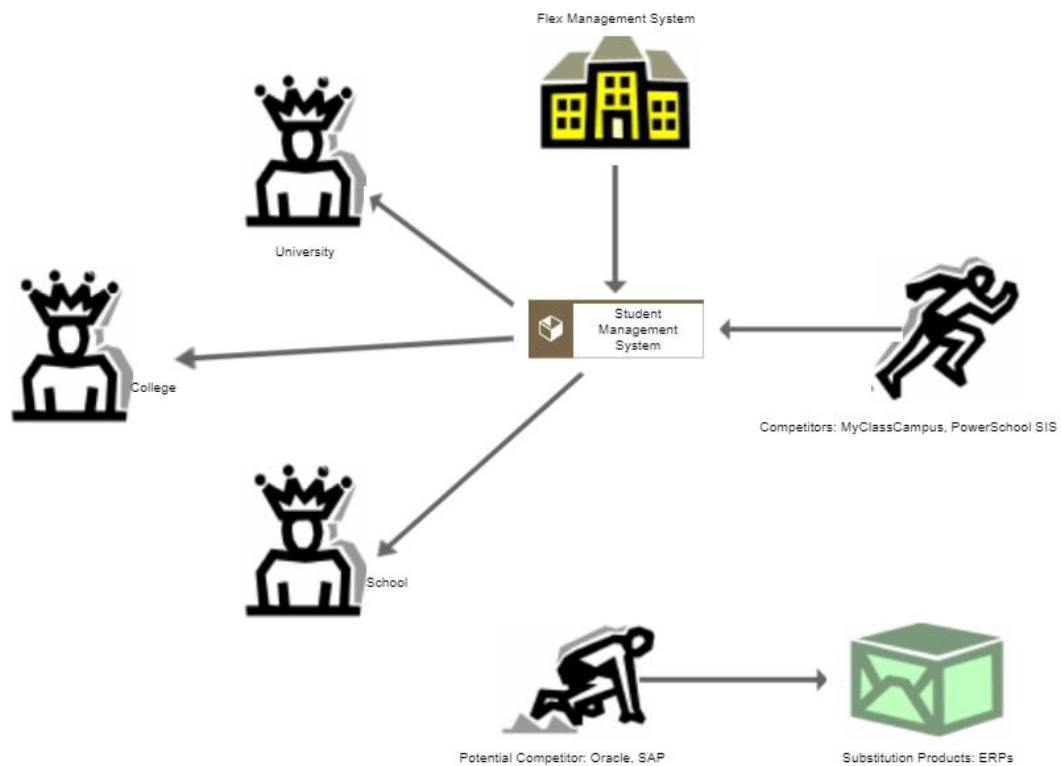 Flex Management System
University
Student
Management
System
College
Competitors: MyClassCampus, PowerSchool SIS
School
Potential Competitor: Oracle, SAP
Substitution Products: ERPs